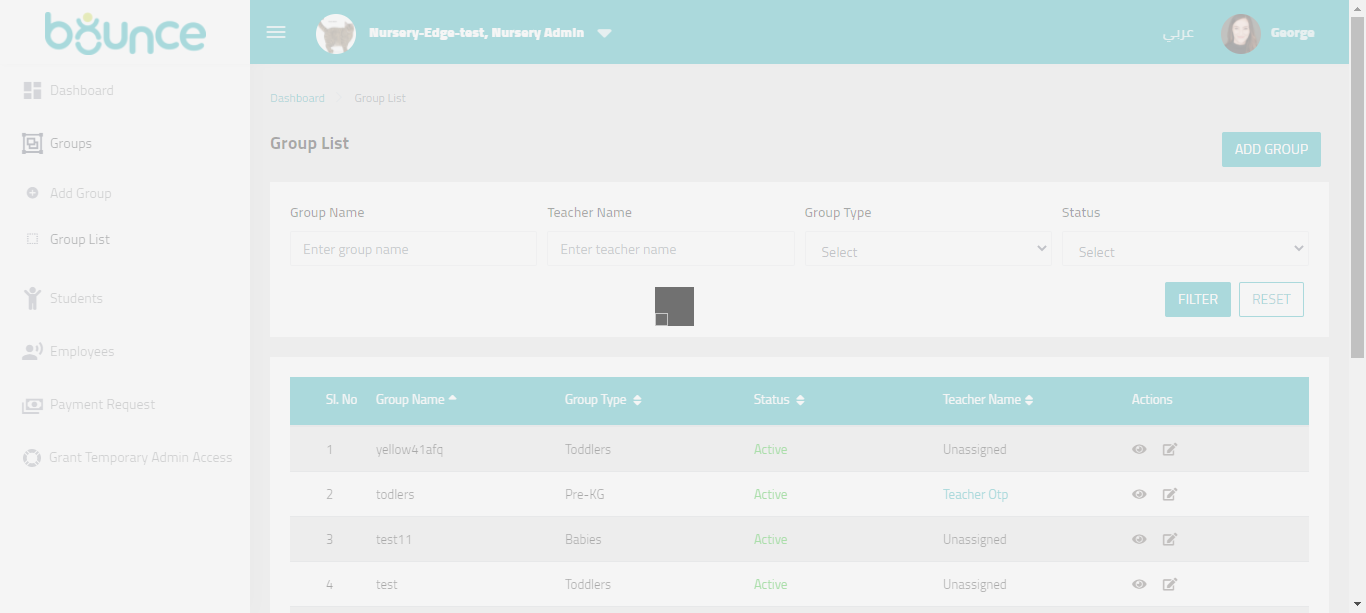 bounce
Nursery-Edge-test, Nursery Admin
عربي
George
Dashboard
Groups
Add Group
Group List
Students
Employees
Payment Request
Grant Temporary Admin Access
Dashboard
Group List
Group List
ADD GROUP
Group Name
Teacher Name
Group Type
Status
Enter group name
Enter teacher name
Select
Select
FILTER
RESET
Sl. No Group Name Group Type Status Teacher Name Actions
1 yellow41afq Toddlers Active Unassigned
2 todlers Pre-KG Active Teacher Otp
3 test11 Babies Active Unassigned
4 test Toddlers Active Unassigned